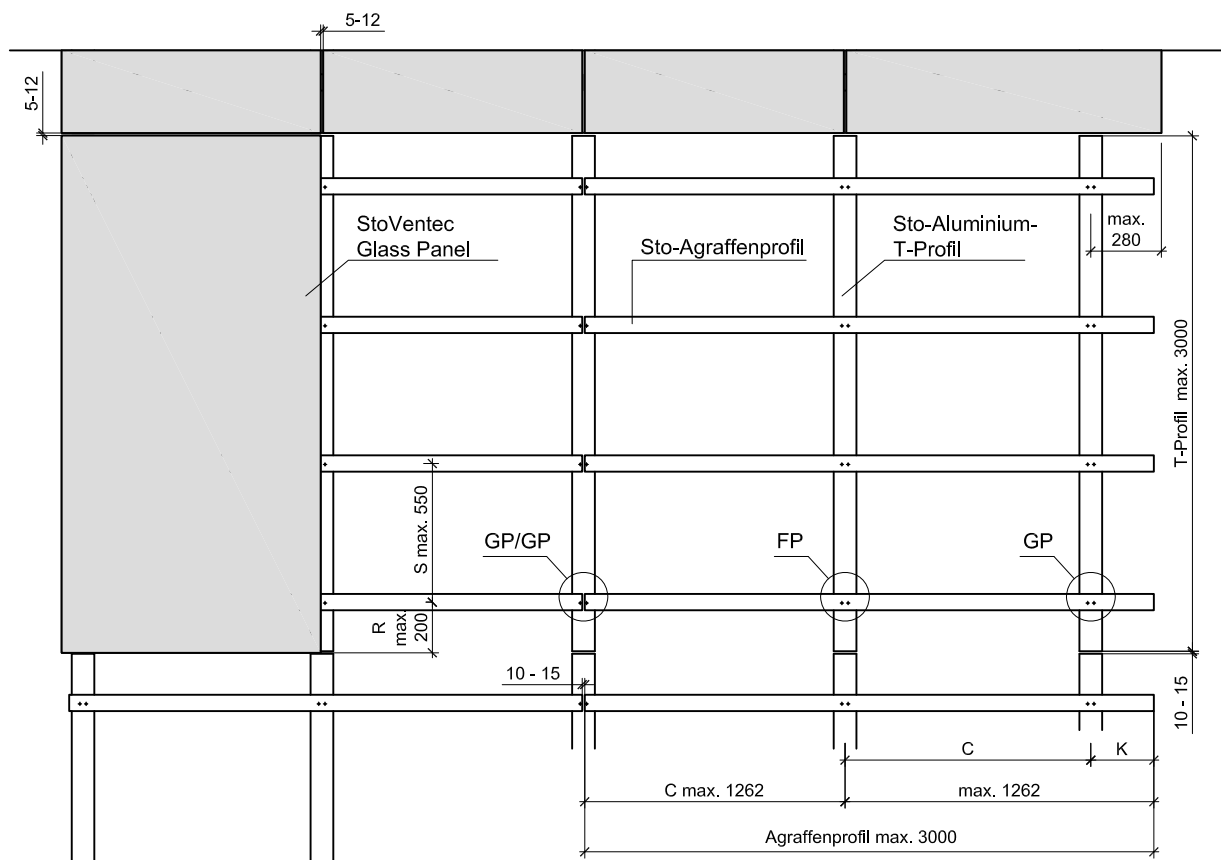 5-12
5-12
StoVentec
Glass Panel
Sto-Agraffenprofil
Sto-Aluminium-
T-Profil
max.
280
T-Profil max. 3000
S max. 550
R
max.
200
GP/GP
FP
GP
10 - 15
10 - 15
C
K
C max. 1262
max. 1262
Agraffenprofil max. 3000